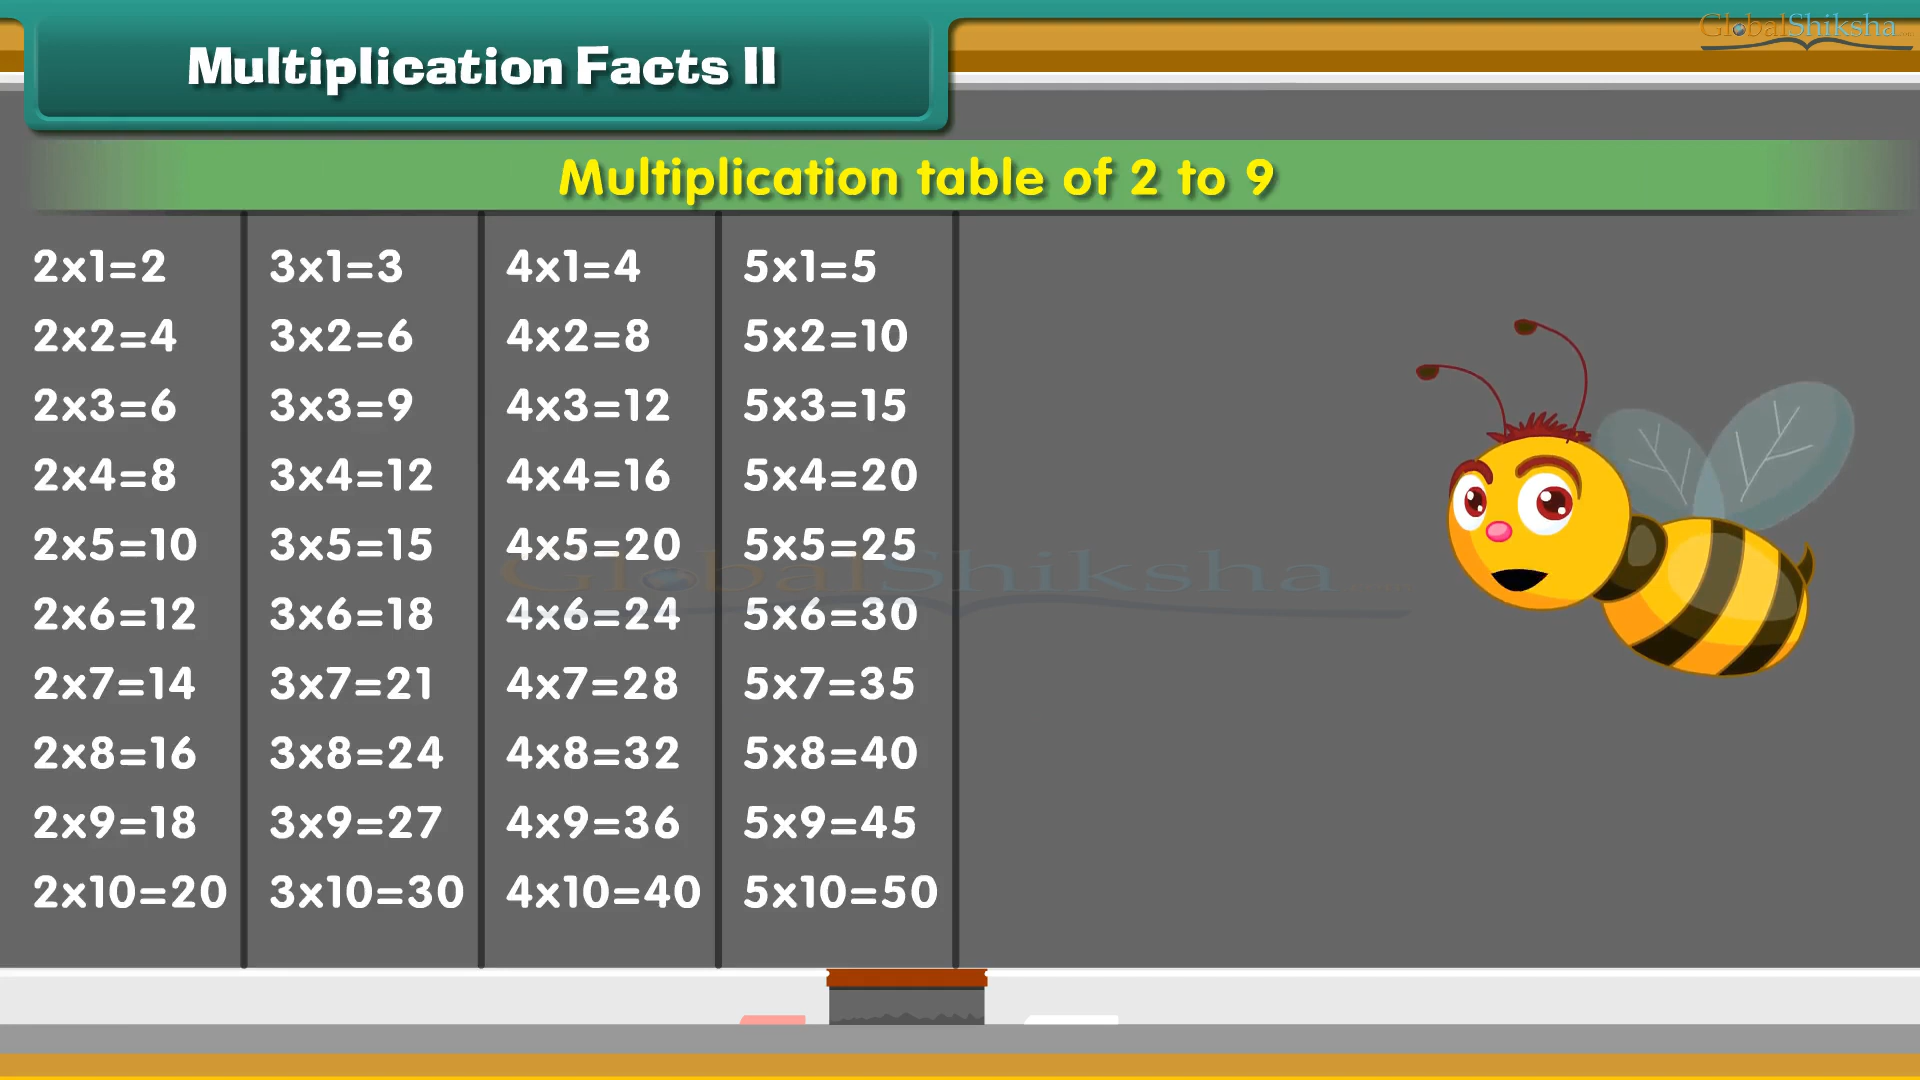 GlobalShiksha.com
Multiplication Facts II
Multiplication table of 2 to 9
2x1=2 3x1=3 4x1=4 5x1=5
2x2=4 3x2=6 4x2=8 5x2=10
2x3=6 3x3=9 4x3=12 5x3=15
2x4=8 3x4=12 4x4=16 5x4=20
2x5=10 3x5=15 4x5=20 5x5=25
GlobalShiksha.com
2x6=12 3x6=18 4x6=24 5x6=30
2x7=14 3x7=21 4x7=28 5x7=35
2x8=16 3x8=24 4x8=32 5x8=40
2x9=18 3x9=27 4x9=36 5x9=45
2x10=20 3x10=30 4x10=40 5x10=50